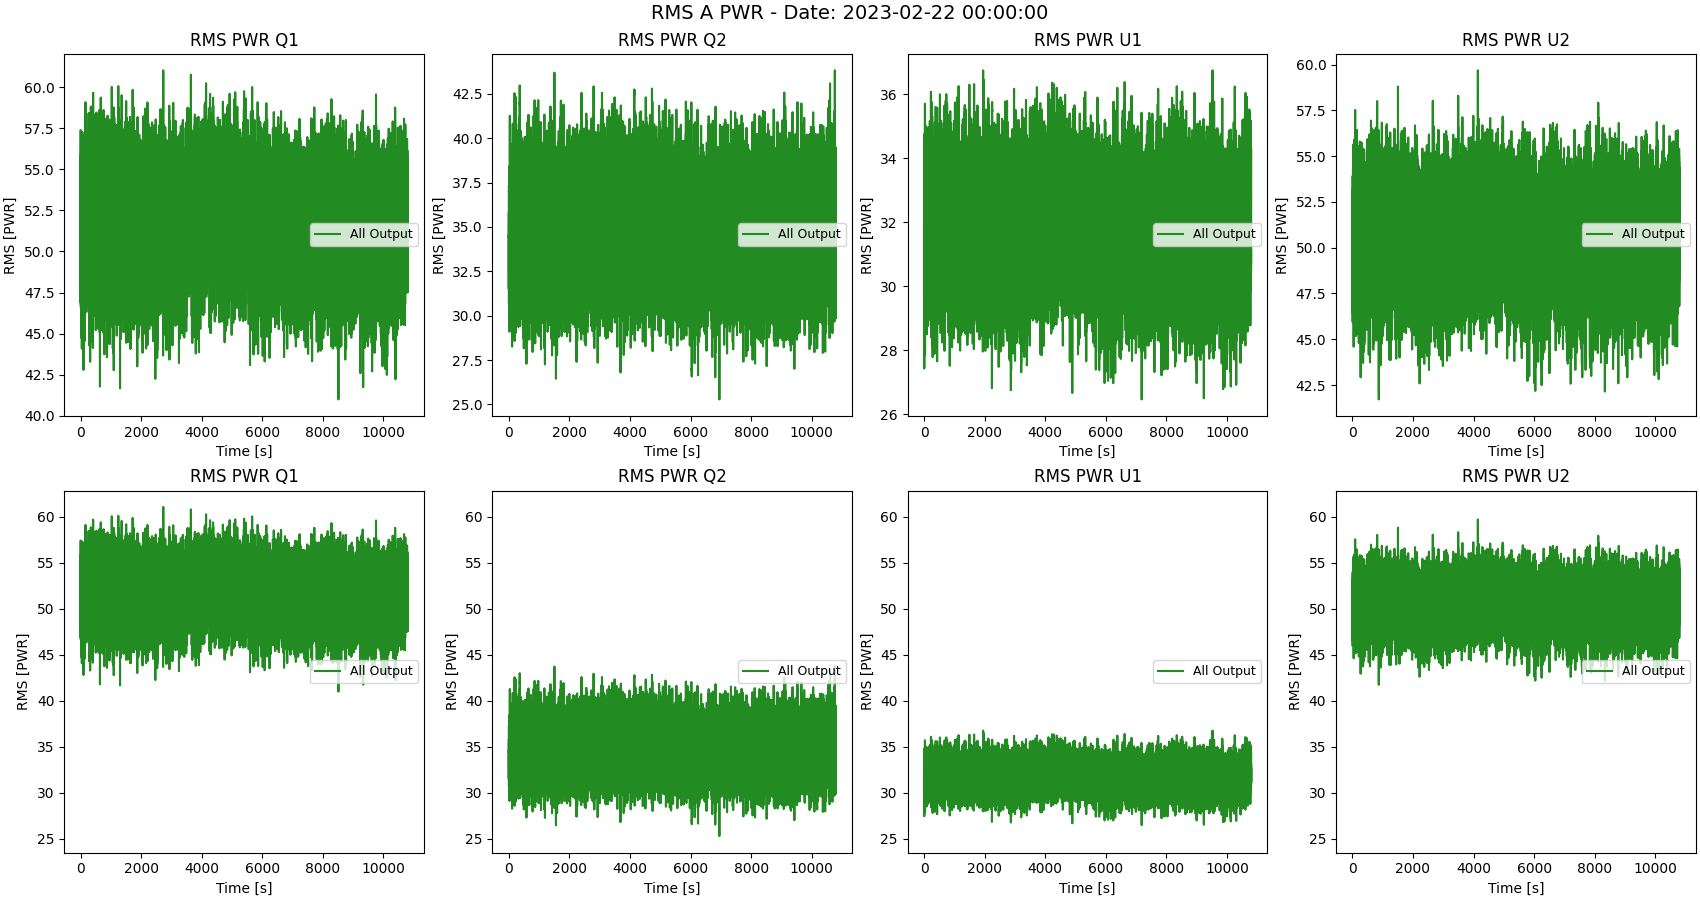 RMS A PWR - Date: 2023-02-22 00:00:00
RMS PWR Q1
RMS [PWR]
60.0
57.5
55.0
52.5
50.0
47.5
45.0
42.5
40.0
All Output
0 2000 4000 6000 8000 10000
Time [s]
RMS PWR Q2
RMS [PWR]
42.5
40.0
37.5
35.0
32.5
30.0
27.5
25.0
All Output
0 2000 4000 6000 8000 10000
Time [s]
RMS PWR U1
RMS [PWR]
36
34
32
30
28
26
All Output
0 2000 4000 6000 8000 10000
Time [s]
RMS PWR U2
RMS [PWR]
60.0
57.5
55.0
52.5
50.0
47.5
45.0
42.5
All Output
0 2000 4000 6000 8000 10000
Time [s]
RMS PWR Q1
RMS [PWR]
60
55
50
45
40
35
30
25
All Output
0 2000 4000 6000 8000 10000
Time [s]
RMS PWR Q2
RMS [PWR]
60
55
50
45
40
35
30
25
All Output
0 2000 4000 6000 8000 10000
Time [s]
RMS PWR U1
RMS [PWR]
60
55
50
45
40
35
30
25
All Output
0 2000 4000 6000 8000 10000
Time [s]
RMS PWR U2
RMS [PWR]
60
55
50
45
40
35
30
25
All Output
0 2000 4000 6000 8000 10000
Time [s]